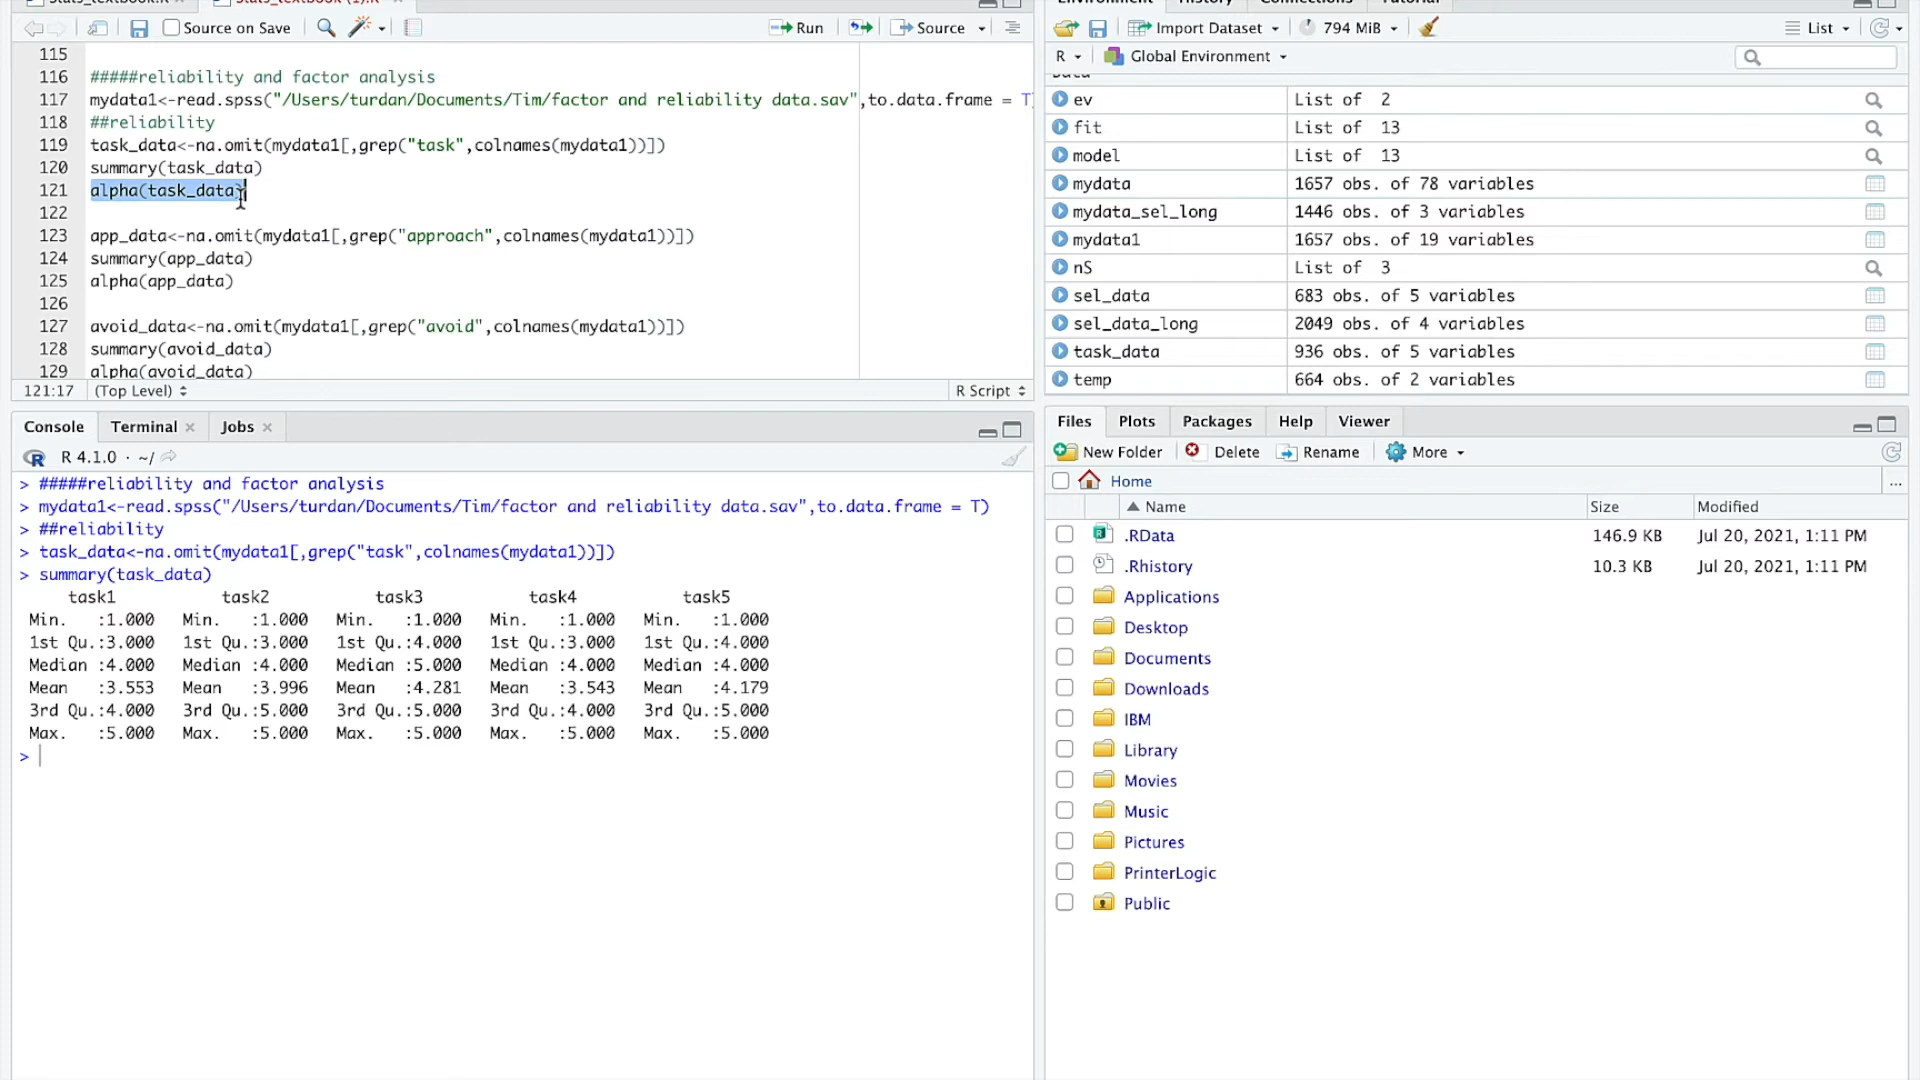 Stats_textbook.R
Stats_textbook (1).R
Source on Save
Run
Source
115
116 #####reliability and factor analysis
117 mydata1<-read.spss("/Users/turdan/Documents/Tim/factor and reliability data.sav",to.data.frame = T
118 ##reliability
119 task_data<-na.omit(mydata1[,grep("task",colnames(mydata1))])
120 summary(task_data)
121 alpha(task_data)
122
123 app_data<-na.omit(mydata1[,grep("approach",colnames(mydata1))])
124 summary(app_data)
125 alpha(app_data)
126
127 avoid_data<-na.omit(mydata1[,grep("avoid",colnames(mydata1))])
128 summary(avoid_data)
129 alpha(avoid_data)
121:17 (Top Level) R Script
Console Terminal Jobs
R 4.1.0 · ~/
> #####reliability and factor analysis
> mydata1<-read.spss("/Users/turdan/Documents/Tim/factor and reliability data.sav",to.data.frame = T)
> ##reliability
> task_data<-na.omit(mydata1[,grep("task",colnames(mydata1))])
> summary(task_data)
task1 task2 task3 task4 task5
Min. :1.000 Min. :1.000 Min. :1.000 Min. :1.000 Min. :1.000
1st Qu.:3.000 1st Qu.:3.000 1st Qu.:4.000 1st Qu.:3.000 1st Qu.:4.000
Median :4.000 Median :4.000 Median :5.000 Median :4.000 Median :4.000
Mean :3.553 Mean :3.996 Mean :4.281 Mean :3.543 Mean :4.179
3rd Qu.:4.000 3rd Qu.:5.000 3rd Qu.:5.000 3rd Qu.:4.000 3rd Qu.:5.000
Max. :5.000 Max. :5.000 Max. :5.000 Max. :5.000 Max. :5.000
>
Environment History Connections Tutorial
Import Dataset 794 MiB List
R Global Environment
Data
ev List of 2
fit List of 13
model List of 13
mydata 1657 obs. of 78 variables
mydata_sel_long 1446 obs. of 3 variables
mydata1 1657 obs. of 19 variables
nS List of 3
sel_data 683 obs. of 5 variables
sel_data_long 2049 obs. of 4 variables
task_data 936 obs. of 5 variables
temp 664 obs. of 2 variables
Files Plots Packages Help Viewer
New Folder Delete Rename More
Home ...
Name Size Modified
.RData 146.9 KB Jul 20, 2021, 1:11 PM
.Rhistory 10.3 KB Jul 20, 2021, 1:11 PM
Applications
Desktop
Documents
Downloads
IBM
Library
Movies
Music
Pictures
PrinterLogic
Public